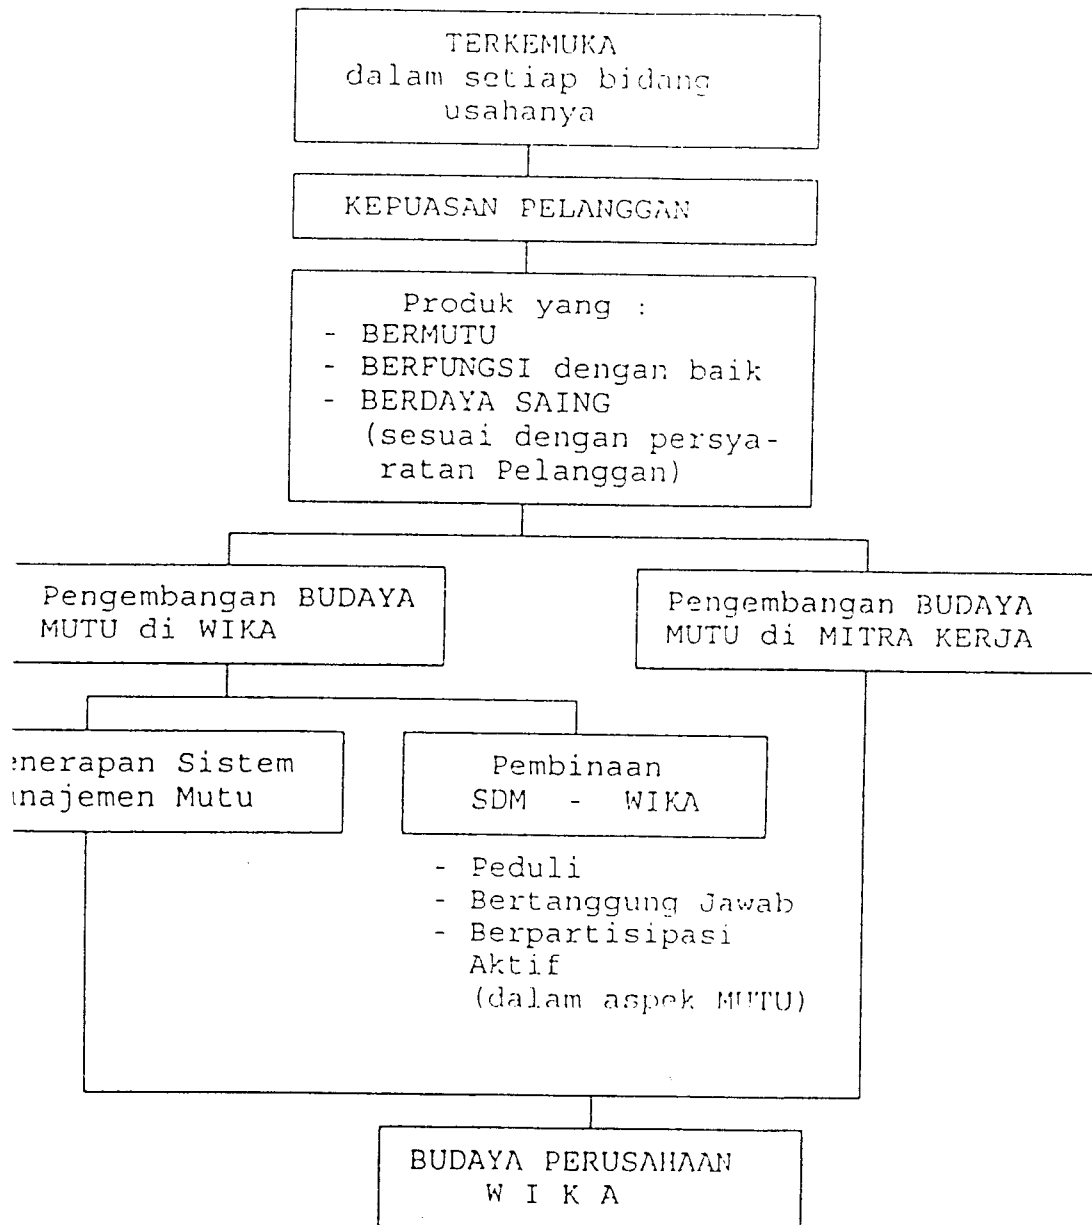 TERKEMUKA
dalam setiap bidang
usahanya
KEPUASAN PELANGGAN
Produk yang :
- BERMUTU
- BERFUNGSI dengan baik
- BERDAYA SAING
(sesuai dengan persya-
ratan Pelanggan)
Pengembangan BUDAYA
MUTU di WIKA
Pengembangan BUDAYA
MUTU di MITRA KERJA
enerapan Sistem
anajemen Mutu
Pembinaan
SDM - WIKA
- Peduli
- Bertanggung Jawab
- Berpartisipasi
Aktif
(dalam aspek MUTU)
BUDAYA PERUSAHAAN
W I K A